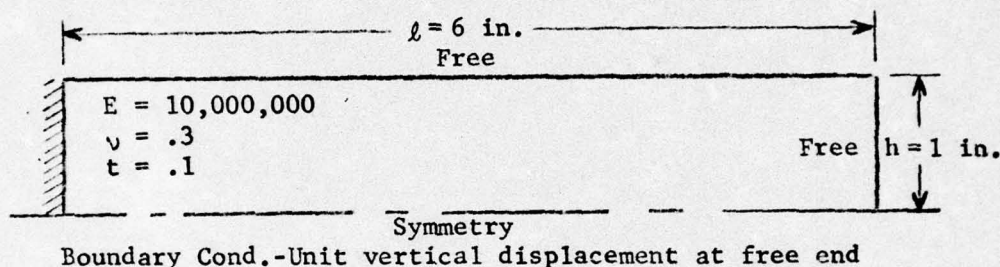 ℓ = 6 in.
Free
E = 10,000,000
ν = .3
t = .1
Free
h = 1 in.
Symmetry
Boundary Cond.-Unit vertical displacement at free end